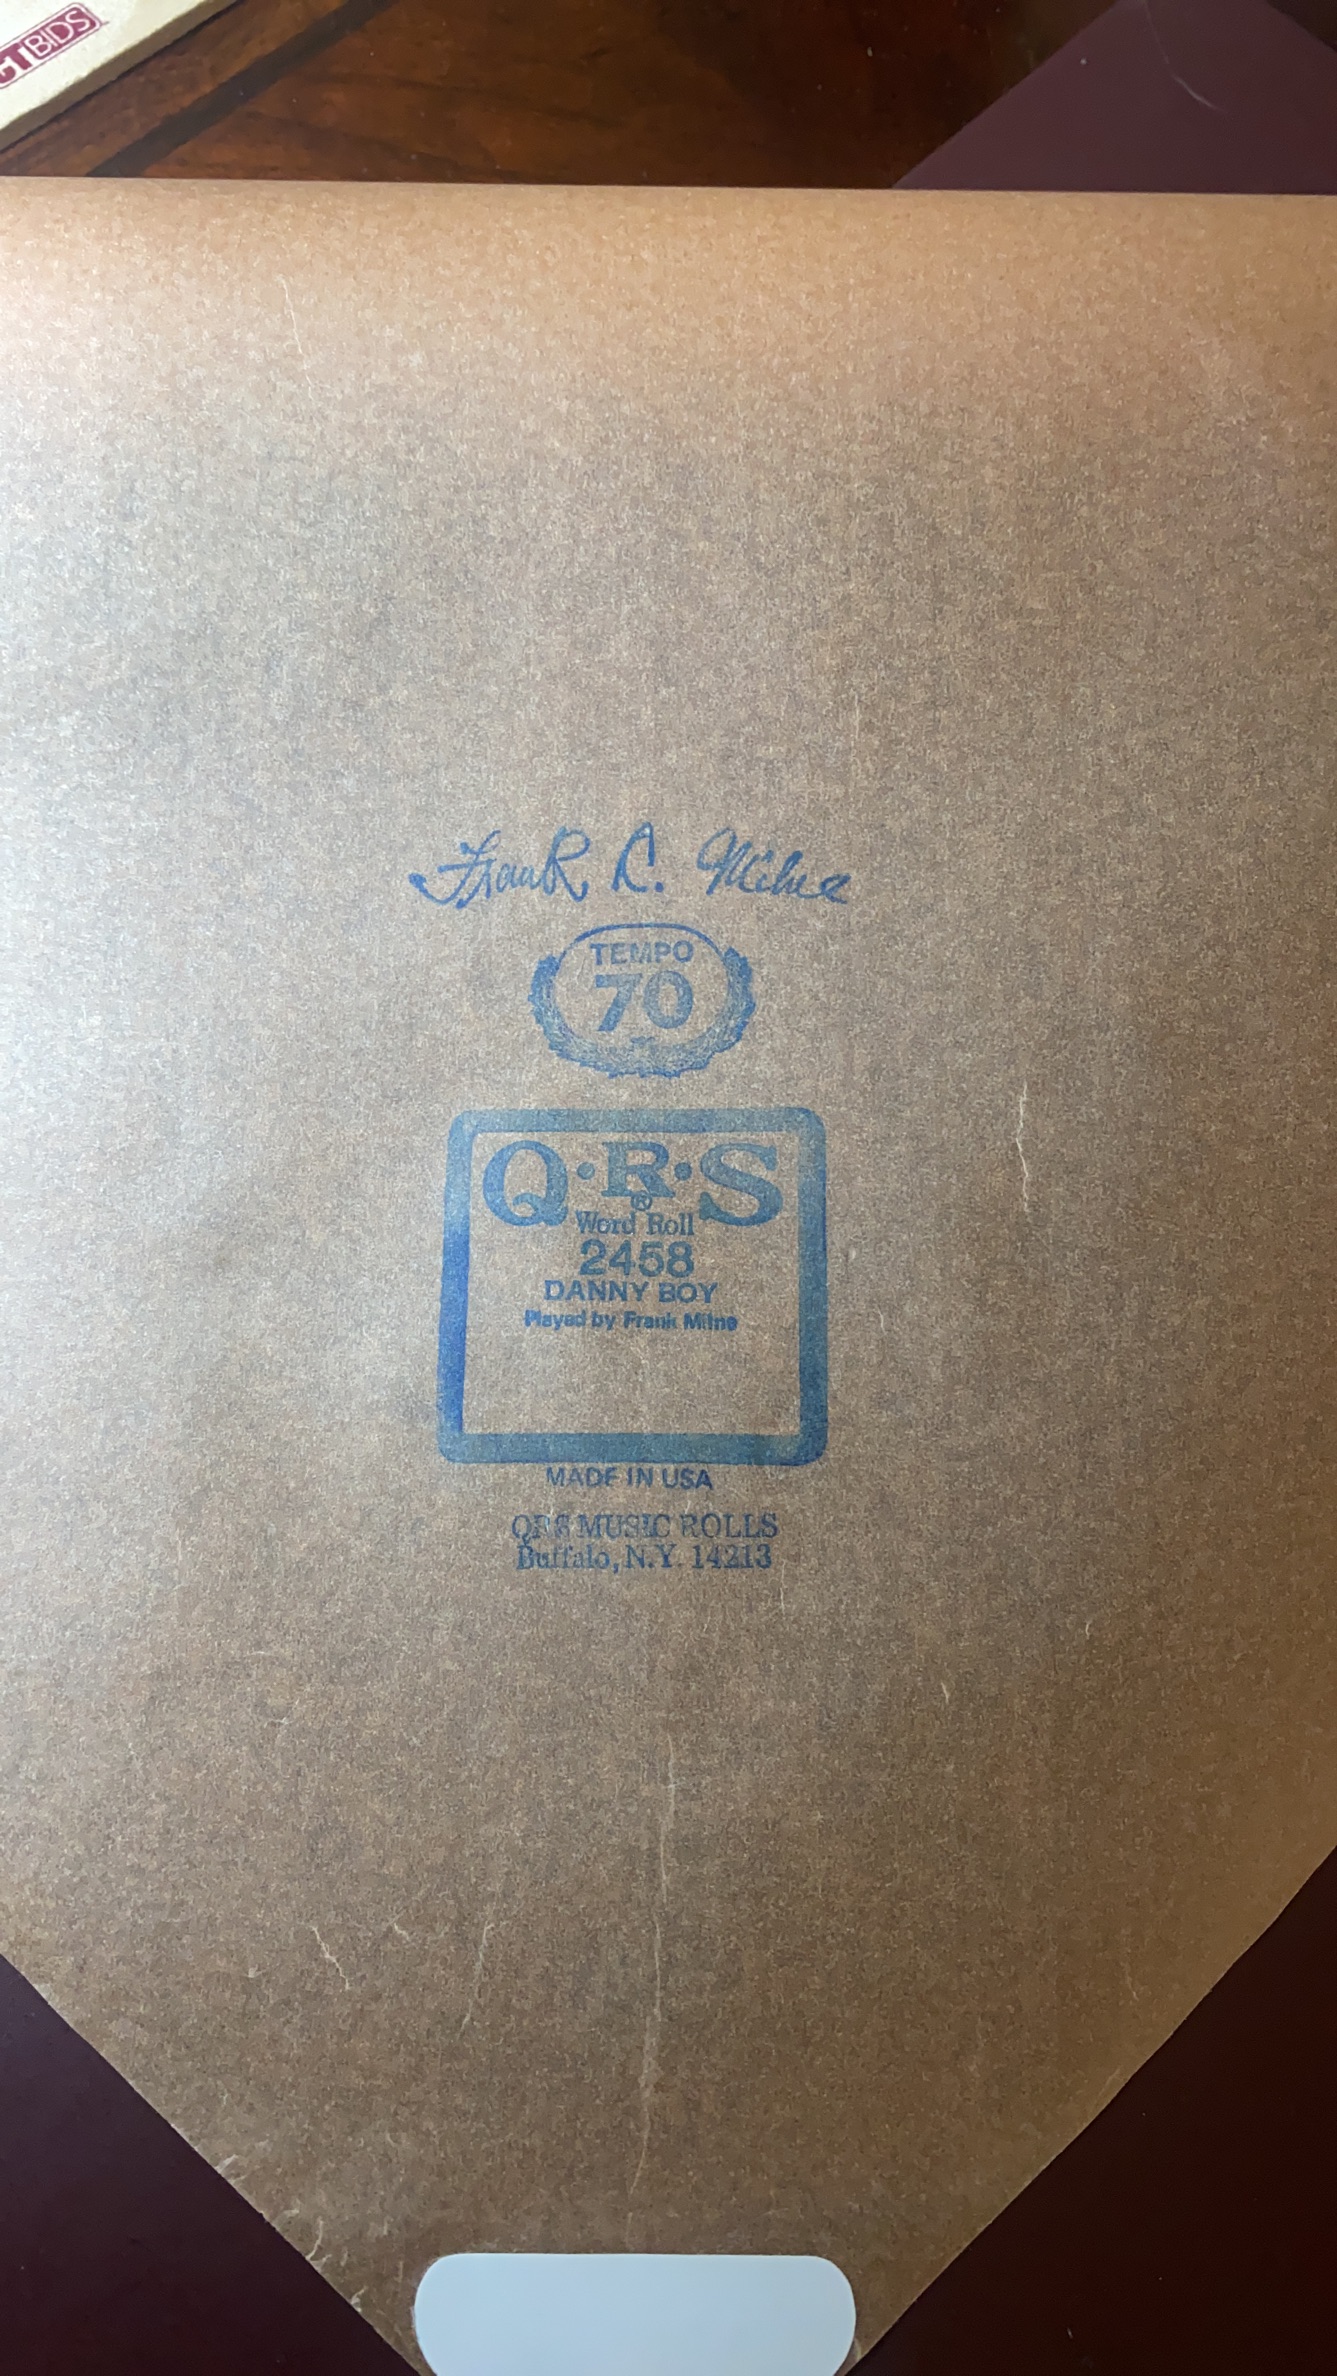 GTBIDS
Frank C. Milne
TEMPO
70
Q·R·S
®
Word Roll
2458
DANNY BOY
Played by Frank Milne
MADE IN USA
QRS MUSIC ROLLS
Buffalo, N.Y. 14213